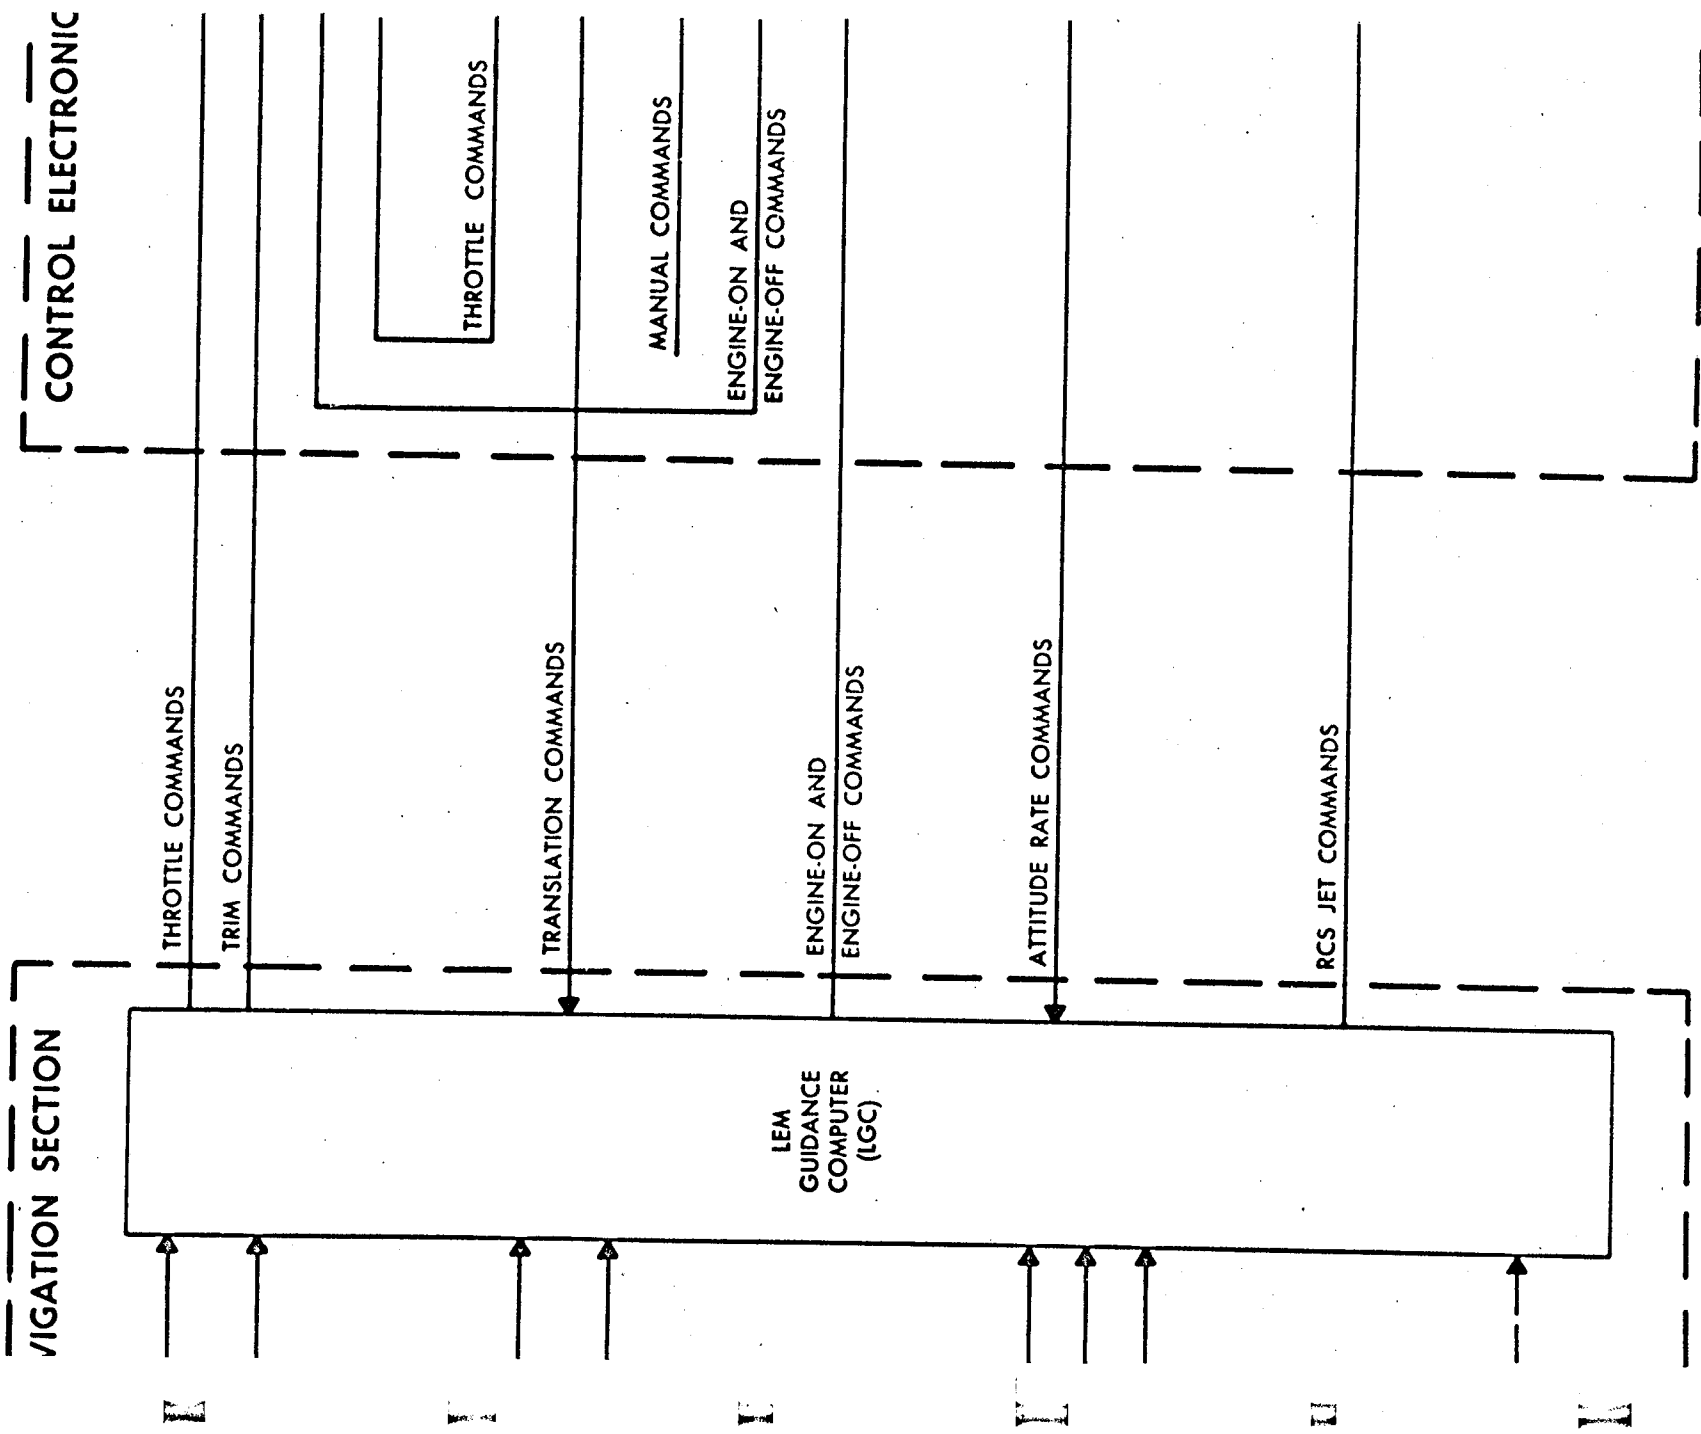 VIGATION SECTION
CONTROL ELECTRONIC
LEM
GUIDANCE
COMPUTER
(LGC)
THROTTLE COMMANDS
TRIM COMMANDS
TRANSLATION COMMANDS
ENGINE-ON AND
ENGINE-OFF COMMANDS
ATTITUDE RATE COMMANDS
RCS JET COMMANDS
THROTTLE COMMANDS
MANUAL COMMANDS
ENGINE-ON AND
ENGINE-OFF COMMANDS